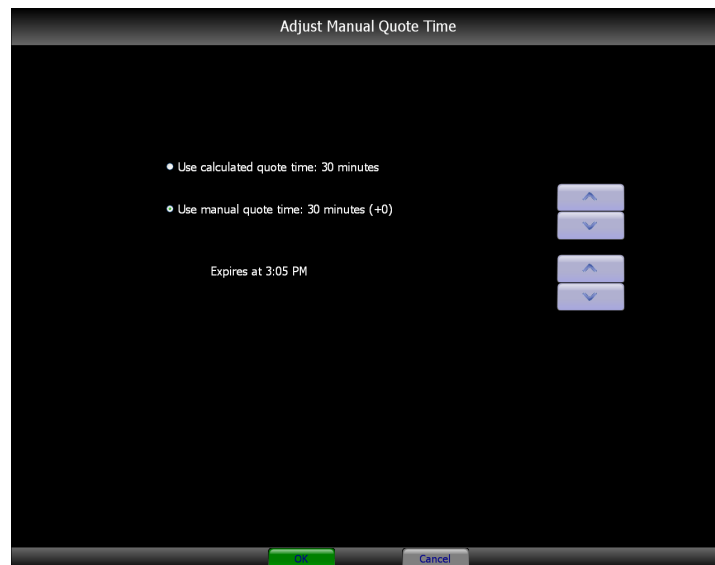 Adjust Manual Quote Time
Use calculated quote time: 30 minutes
Use manual quote time: 30 minutes (+0)
Expires at 3:05 PM
OK
Cancel